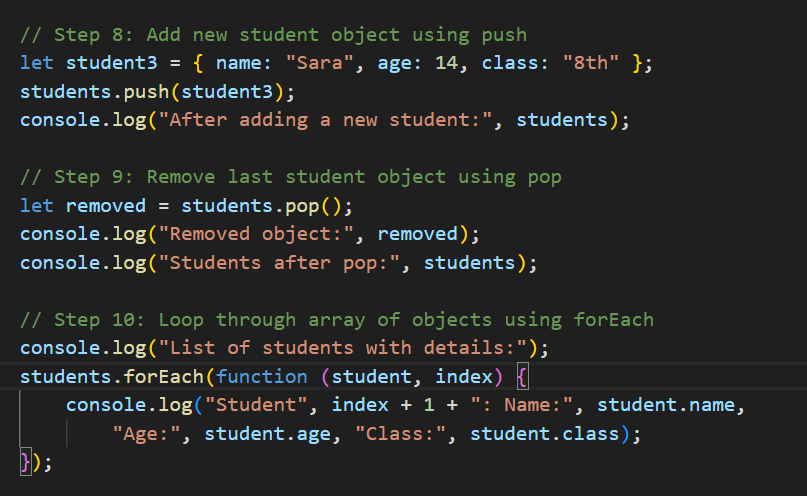 // Step 8: Add new student object using push
let student3 = { name: "Sara", age: 14, class: "8th" };
students.push(student3);
console.log("After adding a new student:", students);
// Step 9: Remove last student object using pop
let removed = students.pop();
console.log("Removed object:", removed);
console.log("Students after pop:", students);
// Step 10: Loop through array of objects using forEach
console.log("List of students with details:");
students.forEach(function (student, index) {
    console.log("Student", index + 1 + ": Name:", student.name,
        "Age:", student.age, "Class:", student.class);
});